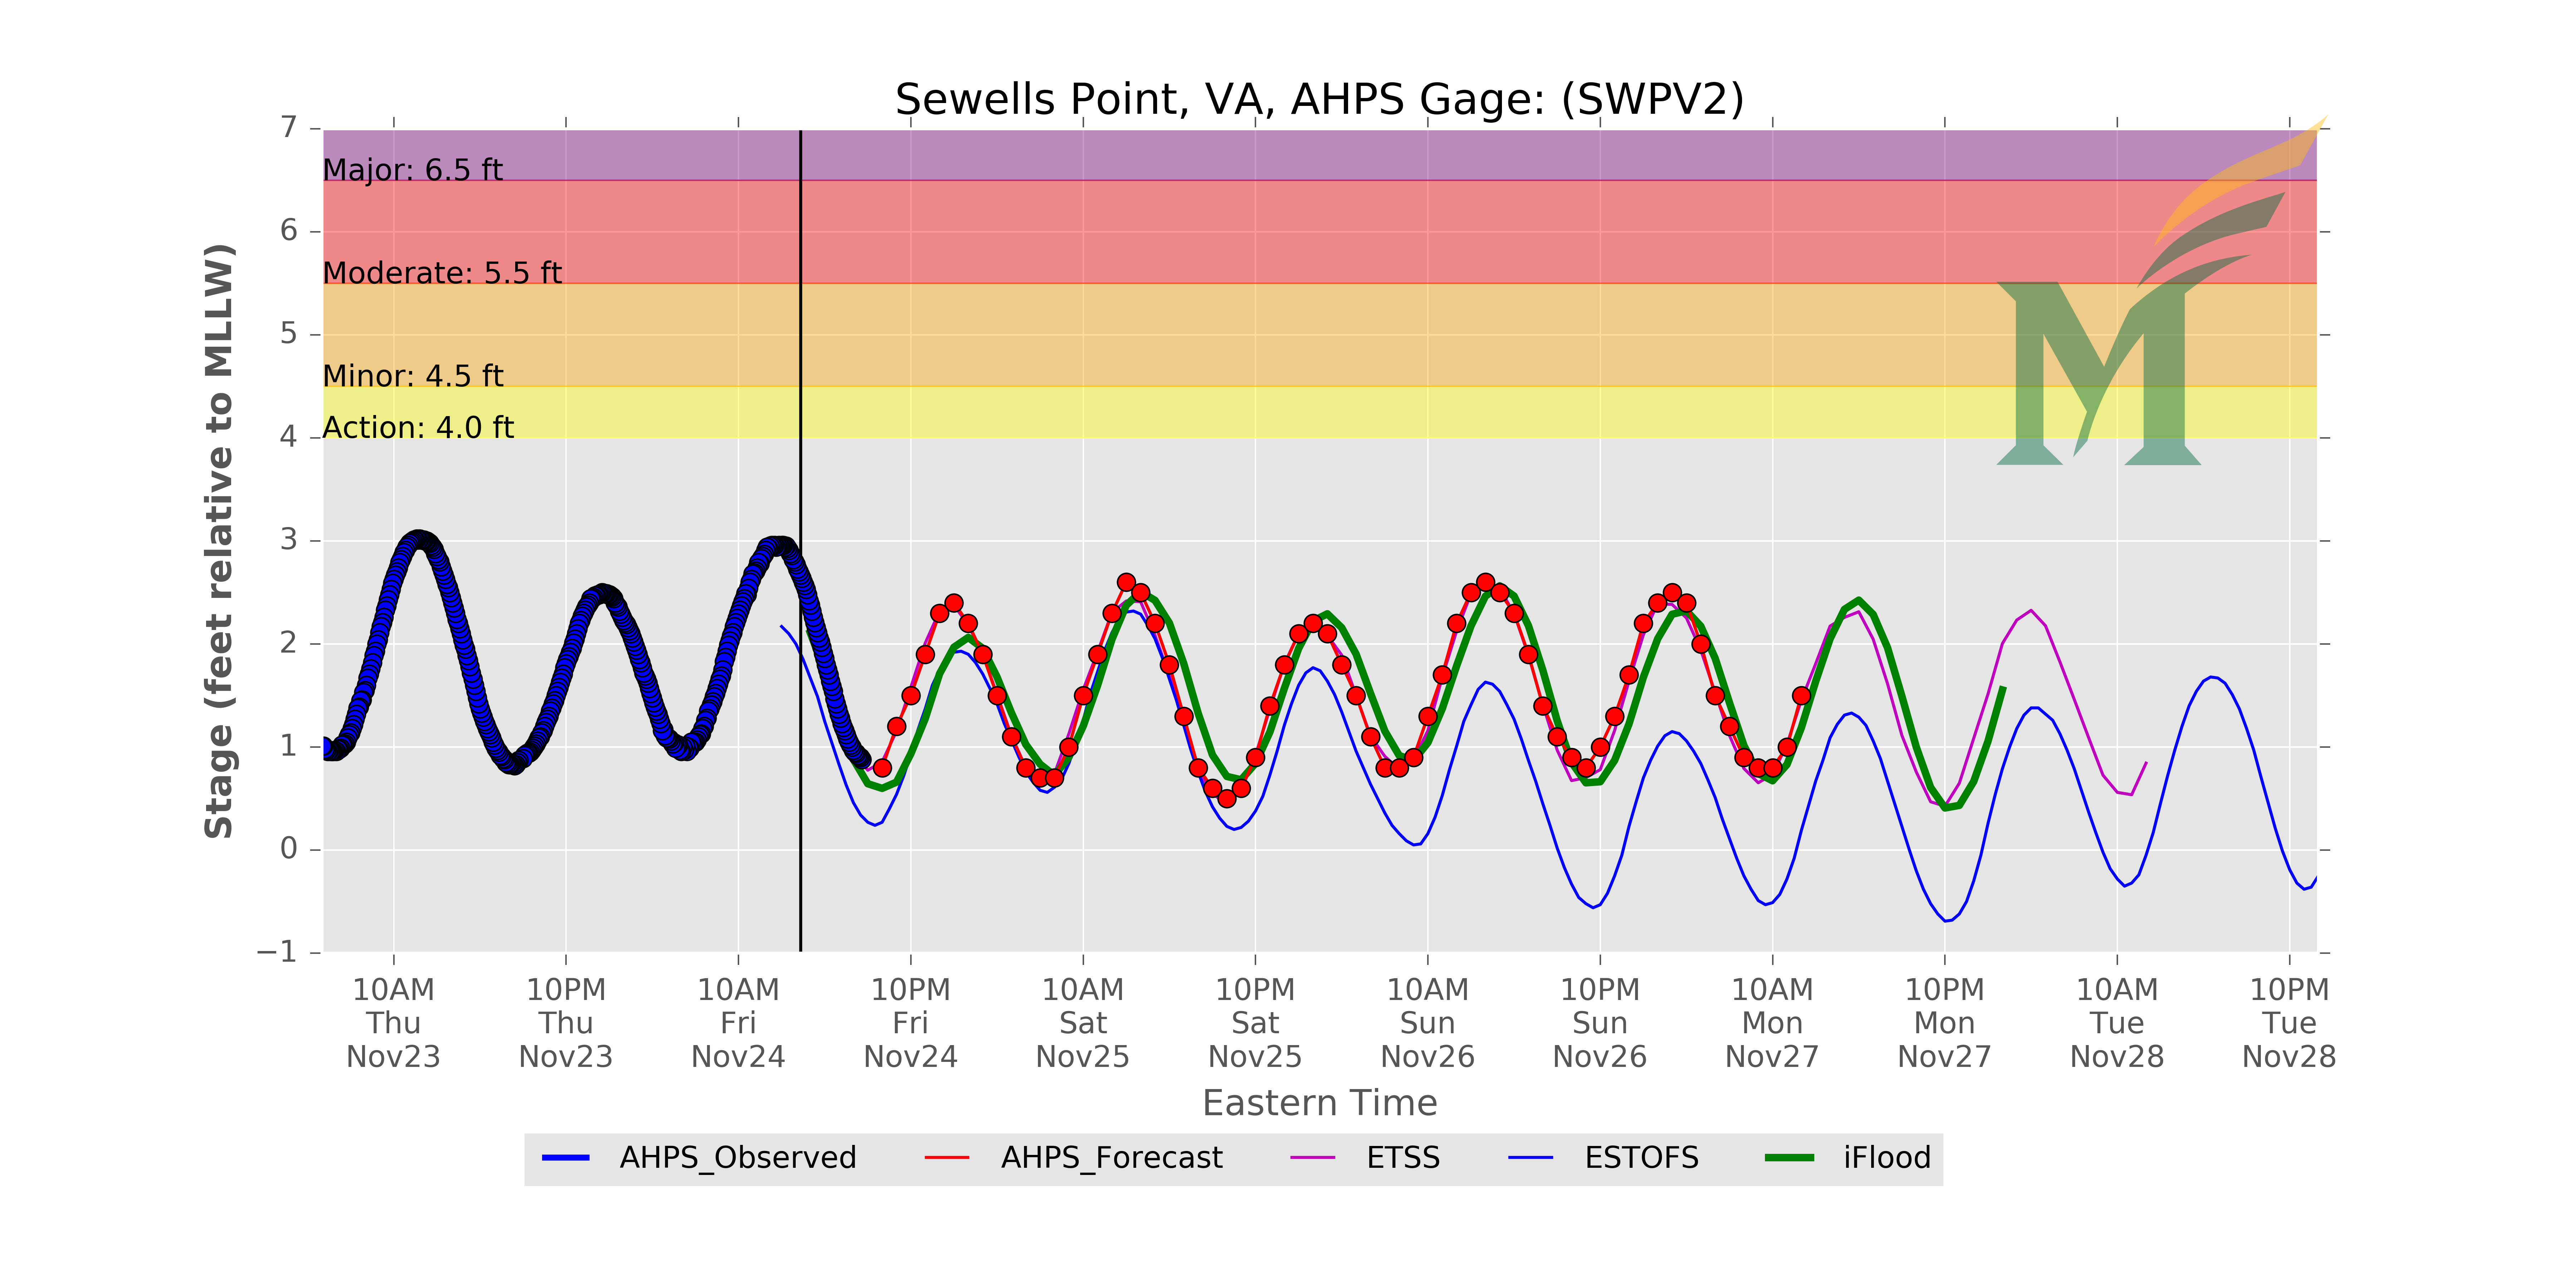 Sewells Point, VA, AHPS Gage: (SWPV2)
7
6
5
4
3
2
1
0
−1
Stage (feet relative to MLLW)
Major: 6.5 ft
Moderate: 5.5 ft
Minor: 4.5 ft
Action: 4.0 ft
M
10AM 10PM 10AM 10PM 10AM 10PM 10AM 10PM 10AM 10PM 10AM 10PM
Thu Thu Fri Fri Sat Sat Sun Sun Mon Mon Tue Tue
Nov23 Nov23 Nov24 Nov24 Nov25 Nov25 Nov26 Nov26 Nov27 Nov27 Nov28 Nov28
Eastern Time
AHPS_Observed AHPS_Forecast ETSS ESTOFS iFlood